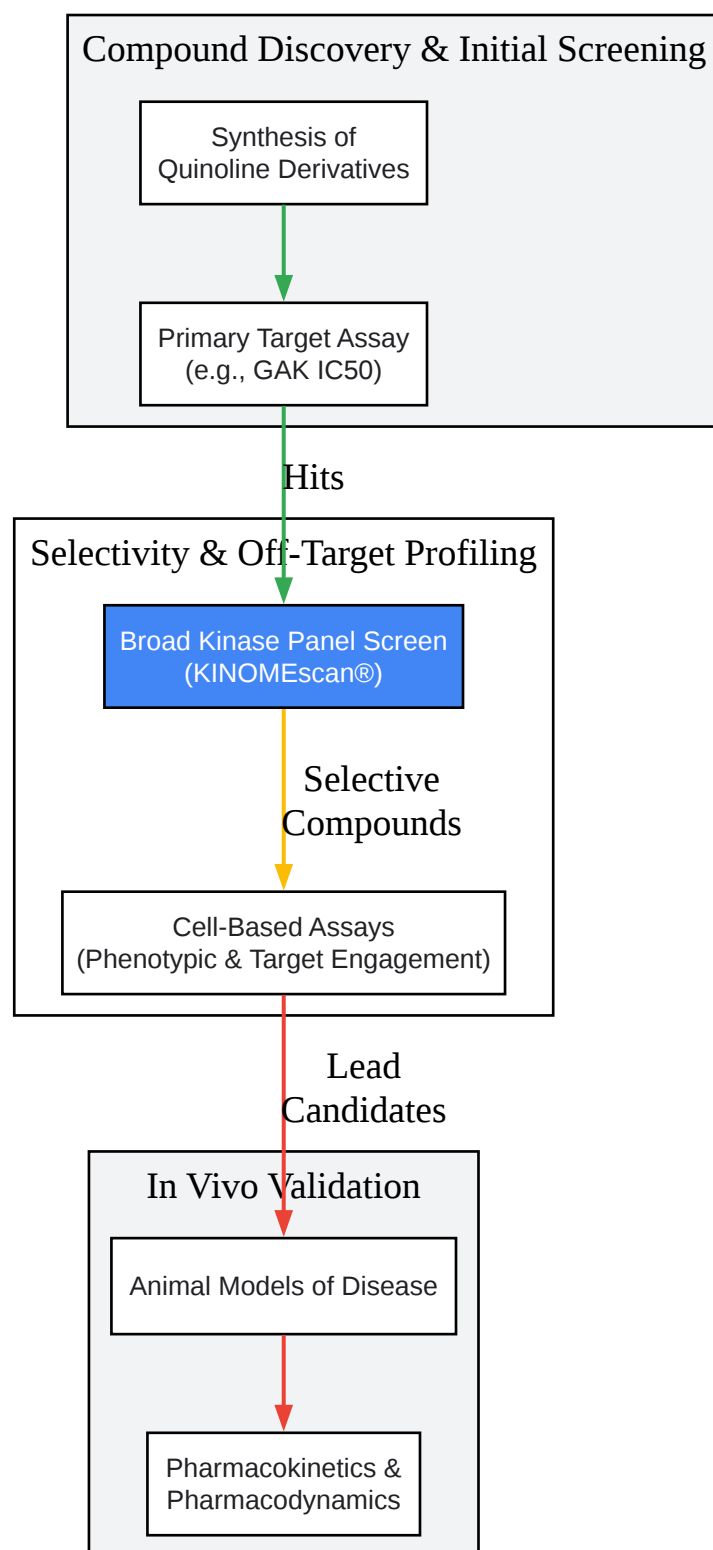 Compound Discovery & Initial Screening
Synthesis of
Quinoline Derivatives
Primary Target Assay
(e.g., GAK IC50)
Hits
Selectivity & Off-Target Profiling
Broad Kinase Panel Screen
(KINOMEscan®)
Selective
Compounds
Cell-Based Assays
(Phenotypic & Target Engagement)
Lead
Candidates
In Vivo Validation
Animal Models of Disease
Pharmacokinetics &
Pharmacodynamics